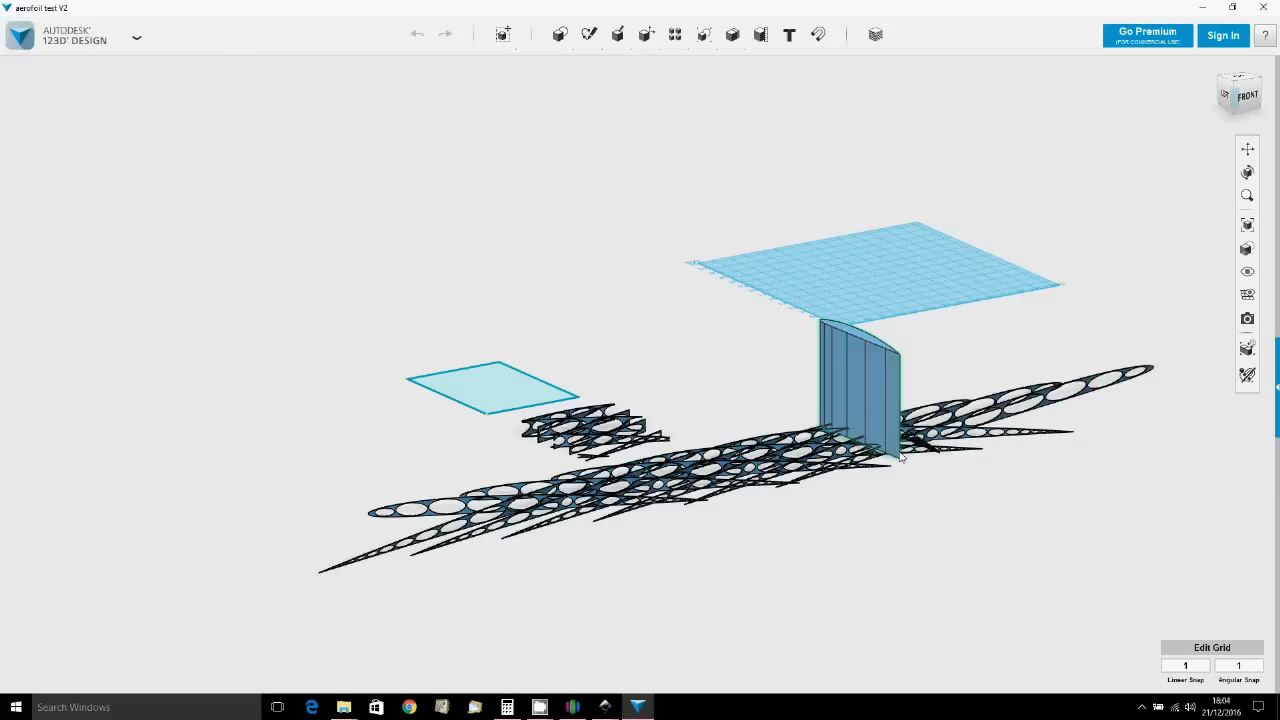 aerofoil test V2
AUTODESK®
123D® DESIGN
Go Premium
(FOR COMMERCIAL USE)
Sign In
?
T
LEFT
FRONT
Edit Grid
1
1
Linear Snap
Angular Snap
Search Windows
18:04
21/12/2016